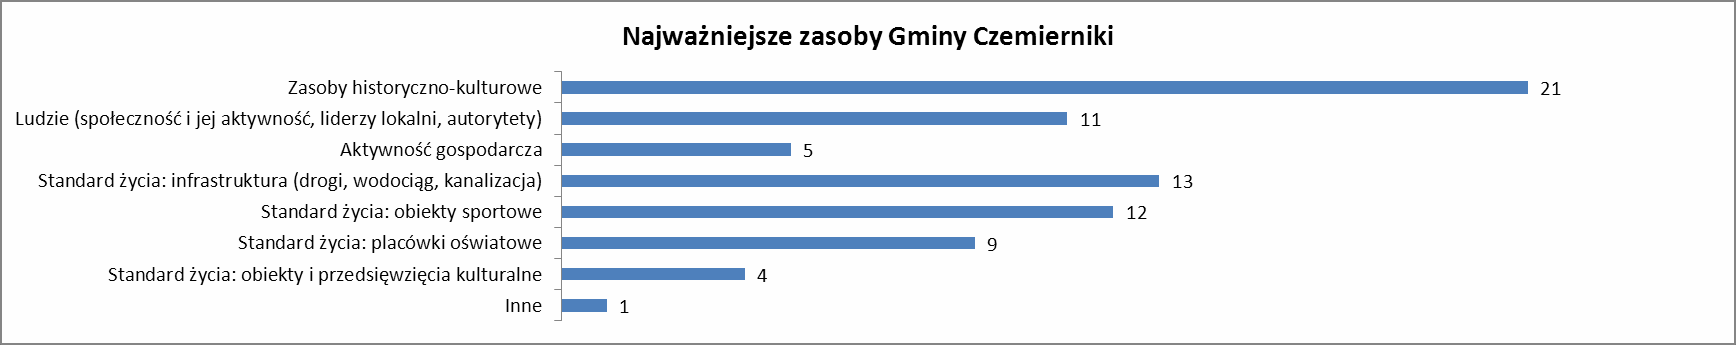 Najważniejsze zasoby Gminy Czemierniki
Zasoby historyczno-kulturowe 21
Ludzie (społeczność i jej aktywność, liderzy lokalni, autorytety) 11
Aktywność gospodarcza 5
Standard życia: infrastruktura (drogi, wodociąg, kanalizacja) 13
Standard życia: obiekty sportowe 12
Standard życia: placówki oświatowe 9
Standard życia: obiekty i przedsięwzięcia kulturalne 4
Inne 1